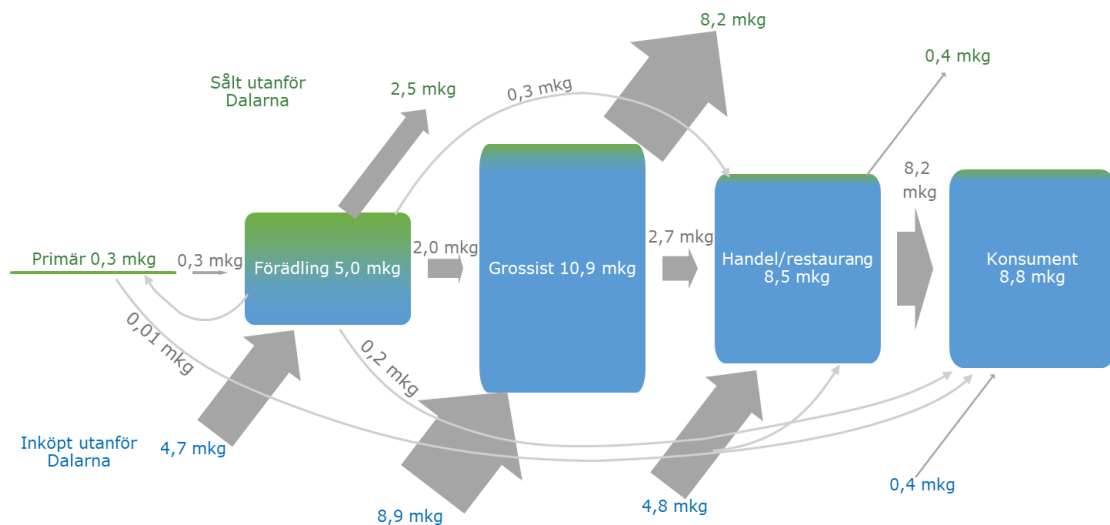 8,2 mkg
0,4 mkg
Sålt utanför
Dalarna
2,5 mkg
0,3 mkg
8,2
mkg
Primär 0,3 mkg
0,3 mkg
Förädling 5,0 mkg
2,0 mkg
Grossist 10,9 mkg
2,7 mkg
Handel/restaurang
8,5 mkg
Konsument
8,8 mkg
0,01 mkg
0,2 mkg
Inköpt utanför
Dalarna
4,7 mkg
8,9 mkg
4,8 mkg
0,4 mkg